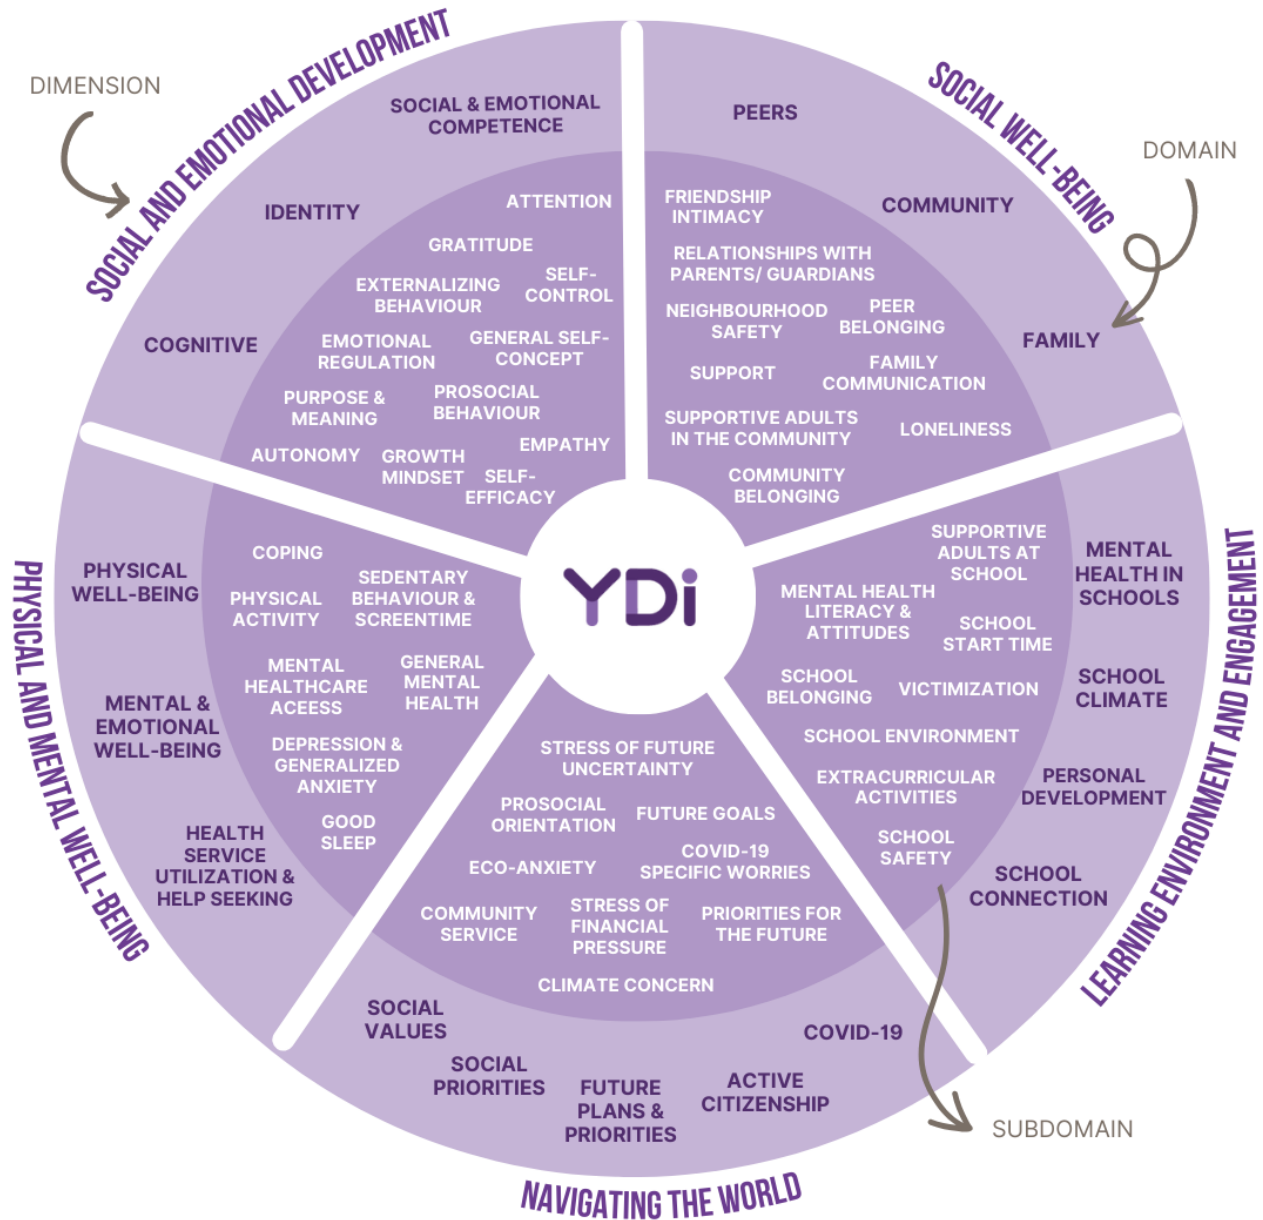 DIMENSION
SOCIAL AND EMOTIONAL DEVELOPMENT
SOCIAL & EMOTIONAL
COMPETENCE
IDENTITY
COGNITIVE
ATTENTION
GRATITUDE
EXTERNALIZING
BEHAVIOUR
SELF-
CONTROL
EMOTIONAL
REGULATION
GENERAL SELF-
CONCEPT
PURPOSE &
MEANING
PROSOCIAL
BEHAVIOUR
AUTONOMY
GROWTH
MINDSET
EMPATHY
SELF-
EFFICACY
SOCIAL WELL-BEING
DOMAIN
PEERS
COMMUNITY
FAMILY
FRIENDSHIP
INTIMACY
RELATIONSHIPS WITH
PARENTS/ GUARDIANS
NEIGHBOURHOOD
SAFETY
PEER
BELONGING
SUPPORT
FAMILY
COMMUNICATION
SUPPORTIVE ADULTS
IN THE COMMUNITY
LONELINESS
COMMUNITY
BELONGING
YDi
LEARNING ENVIRONMENT AND ENGAGEMENT
MENTAL
HEALTH IN
SCHOOLS
SCHOOL
CLIMATE
PERSONAL
DEVELOPMENT
SCHOOL
CONNECTION
SUPPORTIVE
ADULTS AT
SCHOOL
MENTAL HEALTH
LITERACY &
ATTITUDES
SCHOOL
START TIME
SCHOOL
BELONGING
VICTIMIZATION
SCHOOL ENVIRONMENT
EXTRACURRICULAR
ACTIVITIES
SCHOOL
SAFETY
SUBDOMAIN
PHYSICAL AND MENTAL WELL-BEING
PHYSICAL
WELL-BEING
MENTAL &
EMOTIONAL
WELL-BEING
HEALTH
SERVICE
UTILIZATION &
HELP SEEKING
COPING
PHYSICAL
ACTIVITY
SEDENTARY
BEHAVIOUR &
SCREENTIME
MENTAL
HEALTHCARE
ACEESS
GENERAL
MENTAL
HEALTH
DEPRESSION &
GENERALIZED
ANXIETY
GOOD
SLEEP
STRESS OF FUTURE
UNCERTAINTY
PROSOCIAL
ORIENTATION
FUTURE GOALS
ECO-ANXIETY
COVID-19
SPECIFIC WORRIES
COMMUNITY
SERVICE
STRESS OF
FINANCIAL
PRESSURE
PRIORITIES FOR
THE FUTURE
CLIMATE CONCERN
SOCIAL
VALUES
SOCIAL
PRIORITIES
FUTURE
PLANS &
PRIORITIES
ACTIVE
CITIZENSHIP
COVID-19
NAVIGATING THE WORLD